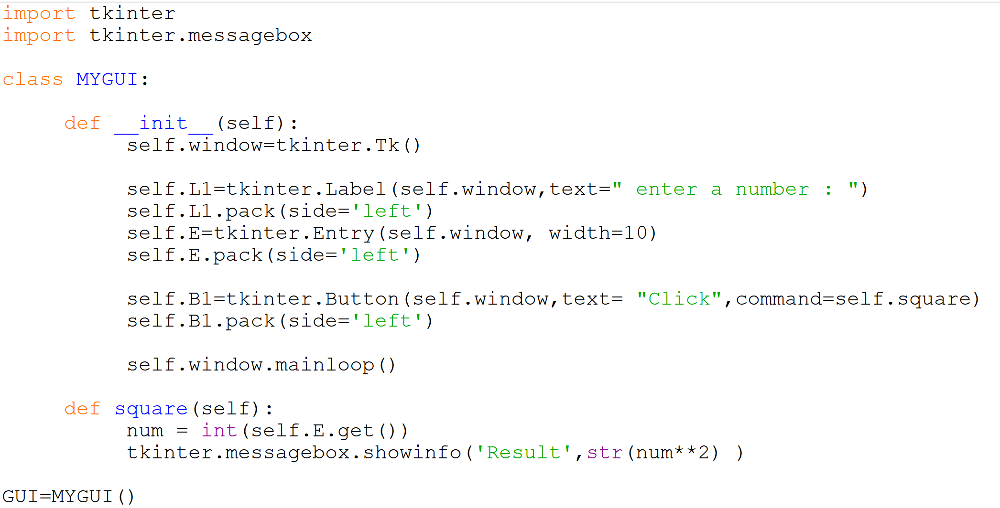 import tkinter
import tkinter.messagebox
class MYGUI:
def __init__(self):
self.window=tkinter.Tk()
self.L1=tkinter.Label(self.window,text=" enter a number : ")
self.L1.pack(side='left')
self.E=tkinter.Entry(self.window, width=10)
self.E.pack(side='left')
self.B1=tkinter.Button(self.window,text= "Click",command=self.square)
self.B1.pack(side='left')
self.window.mainloop()
def square(self):
num = int(self.E.get())
tkinter.messagebox.showinfo('Result',str(num**2) )
GUI=MYGUI()